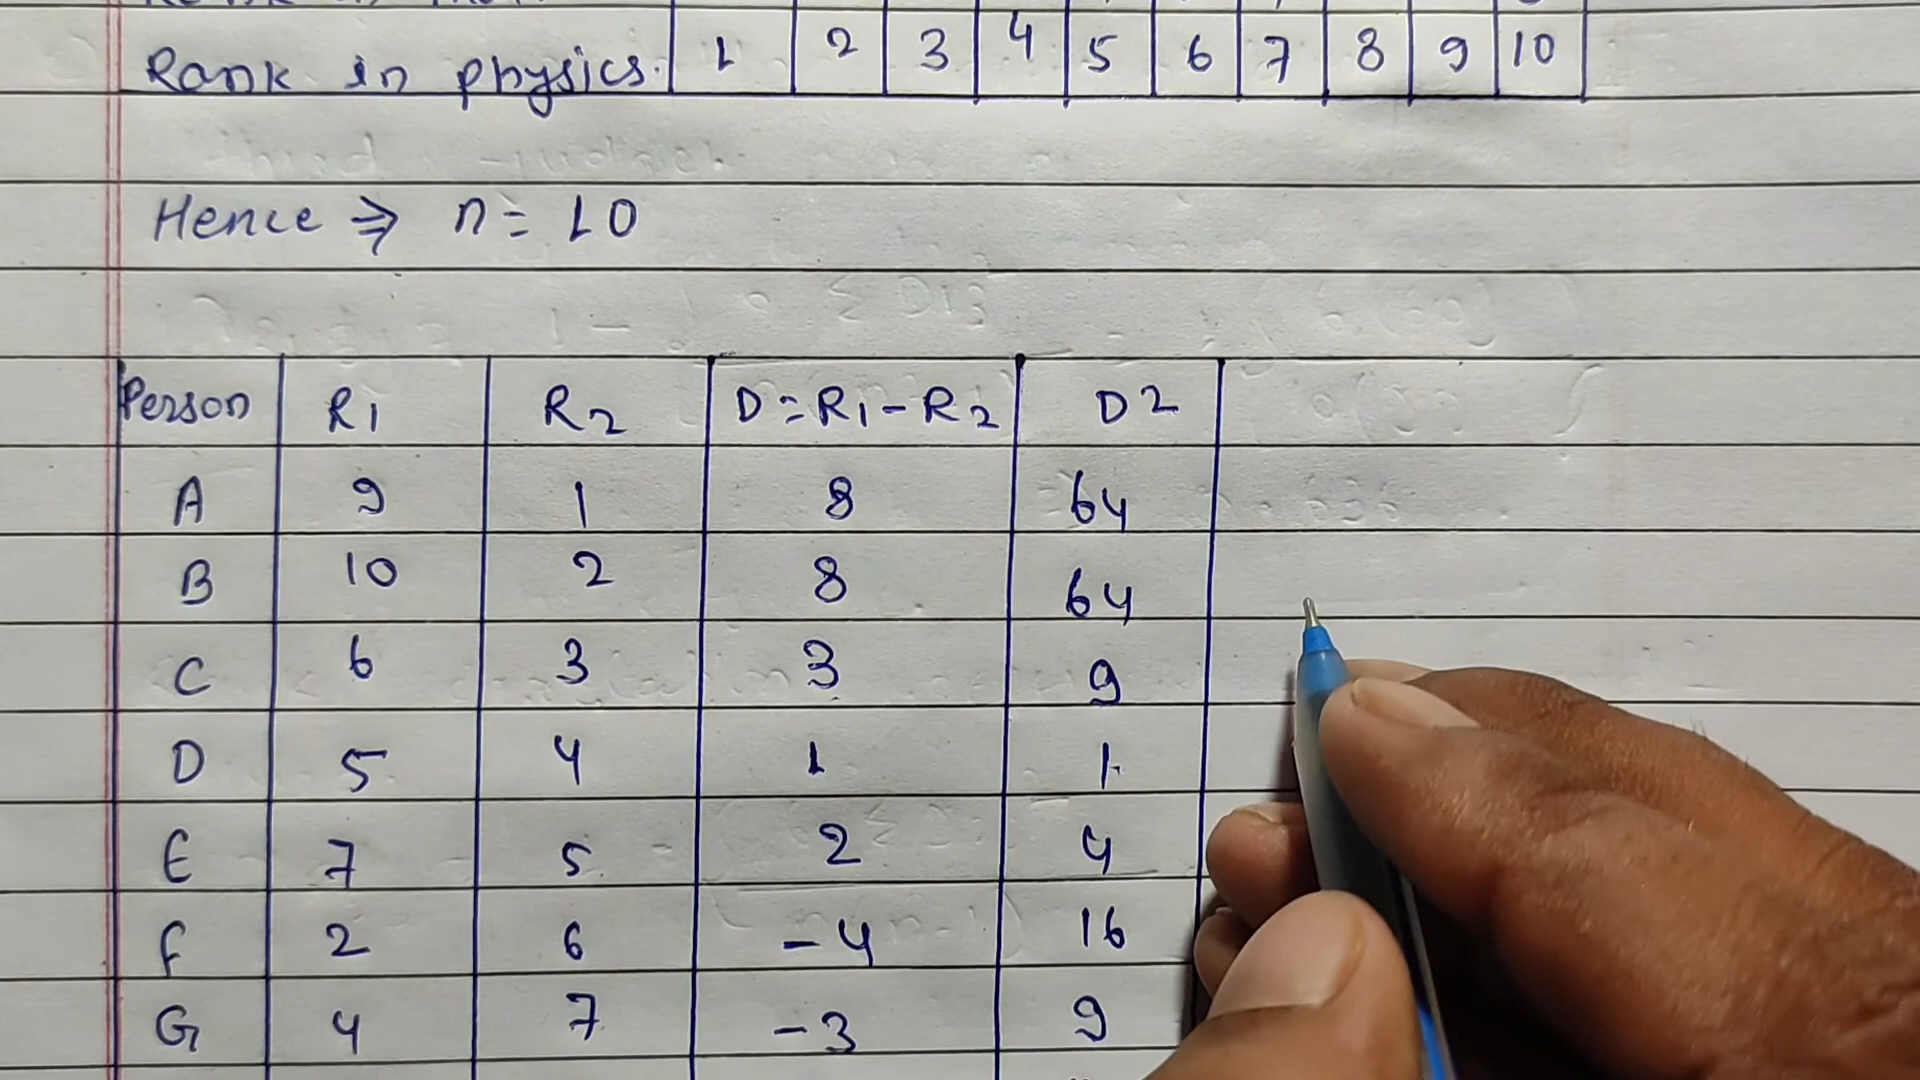 Rank in physics. 1 2 3 4 5 6 7 8 9 10
Hence ⇒ n = 10
Person R1 R2 D=R1-R2 D2
A 9 1 8 64
B 10 2 8 64
C 6 3 3 9
D 5 4 1 1
E 7 5 2 4
F 2 6 -4 16
G 4 7 -3 9